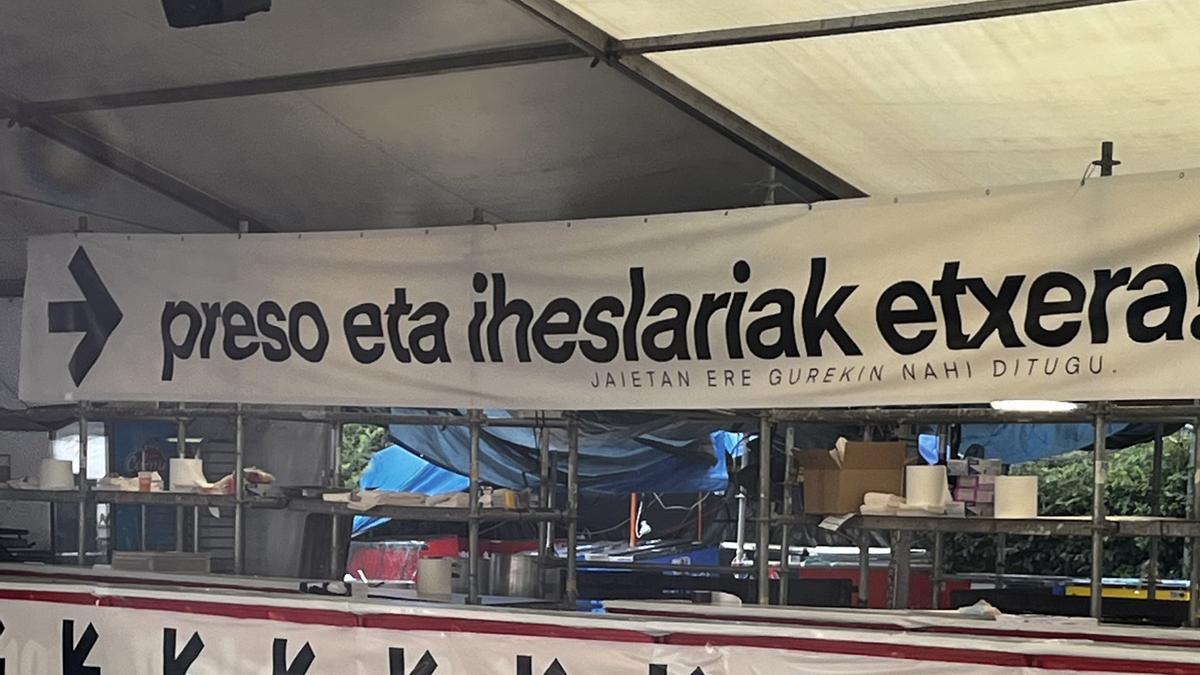 preso eta iheslariak etxera!
JAIETAN ERE GUREKIN NAHI DITUGU.